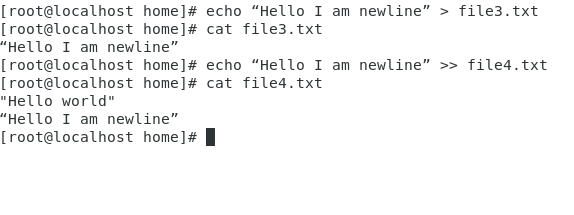 [root@localhost home]# echo “Hello I am newline” > file3.txt
[root@localhost home]# cat file3.txt
“Hello I am newline”
[root@localhost home]# echo “Hello I am newline” >> file4.txt
[root@localhost home]# cat file4.txt
"Hello world"
“Hello I am newline”
[root@localhost home]#